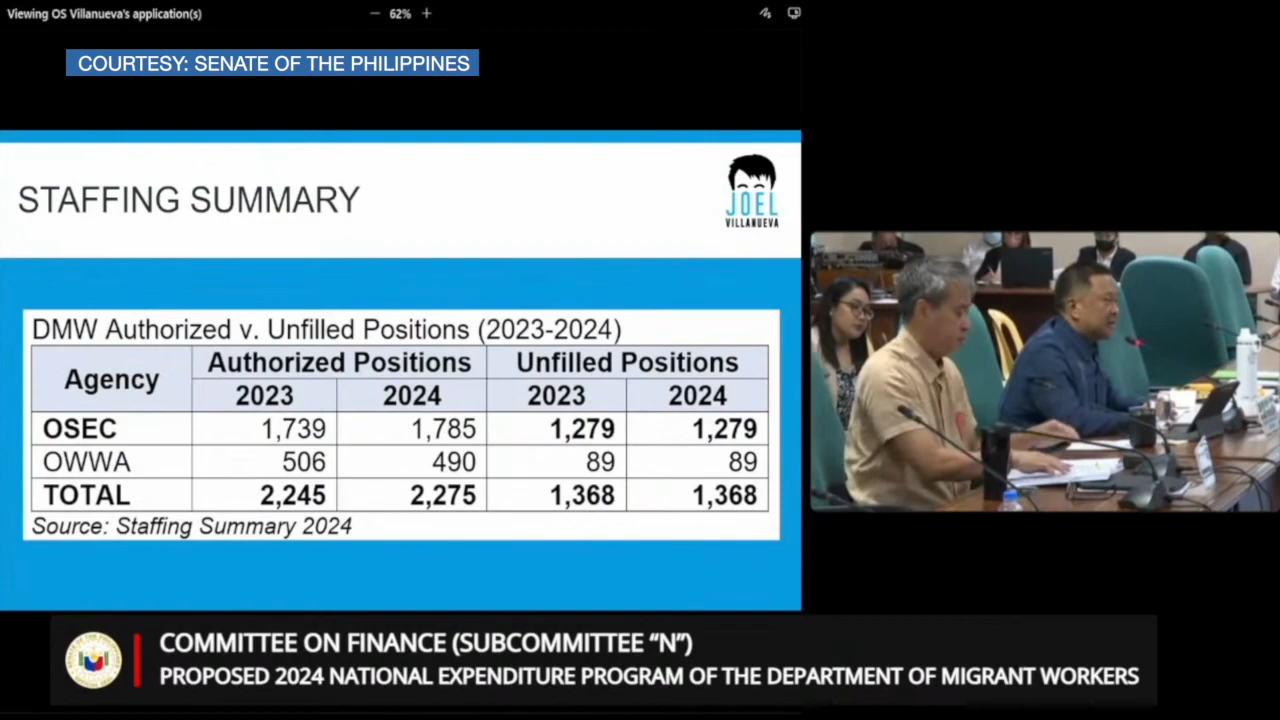 Viewing OS Villanueva's application(s)
62%
COURTESY: SENATE OF THE PHILIPPINES
STAFFING SUMMARY
JOEL
VILLANUEVA
DMW Authorized v. Unfilled Positions (2023-2024)
Agency Authorized Positions Unfilled Positions
2023 2024 2023 2024
OSEC 1,739 1,785 1,279 1,279
OWWA 506 490 89 89
TOTAL 2,245 2,275 1,368 1,368
Source: Staffing Summary 2024
COMMITTEE ON FINANCE (SUBCOMMITTEE “N”)
PROPOSED 2024 NATIONAL EXPENDITURE PROGRAM OF THE DEPARTMENT OF MIGRANT WORKERS